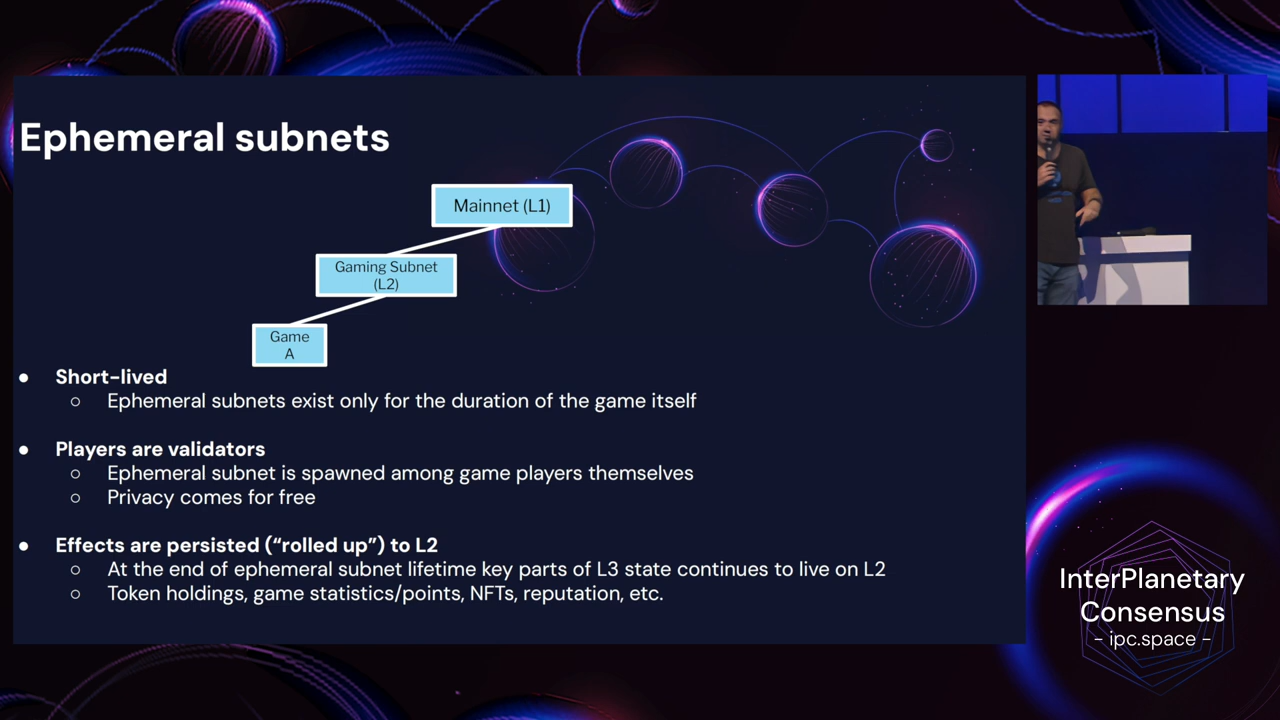 Ephemeral subnets
Mainnet (L1)
Gaming Subnet
(L2)
Game
A
● Short-lived
○ Ephemeral subnets exist only for the duration of the game itself
● Players are validators
○ Ephemeral subnet is spawned among game players themselves
○ Privacy comes for free
● Effects are persisted (“rolled up”) to L2
○ At the end of ephemeral subnet lifetime key parts of L3 state continues to live on L2
○ Token holdings, game statistics/points, NFTs, reputation, etc.
InterPlanetary
Consensus
- ipc.space -